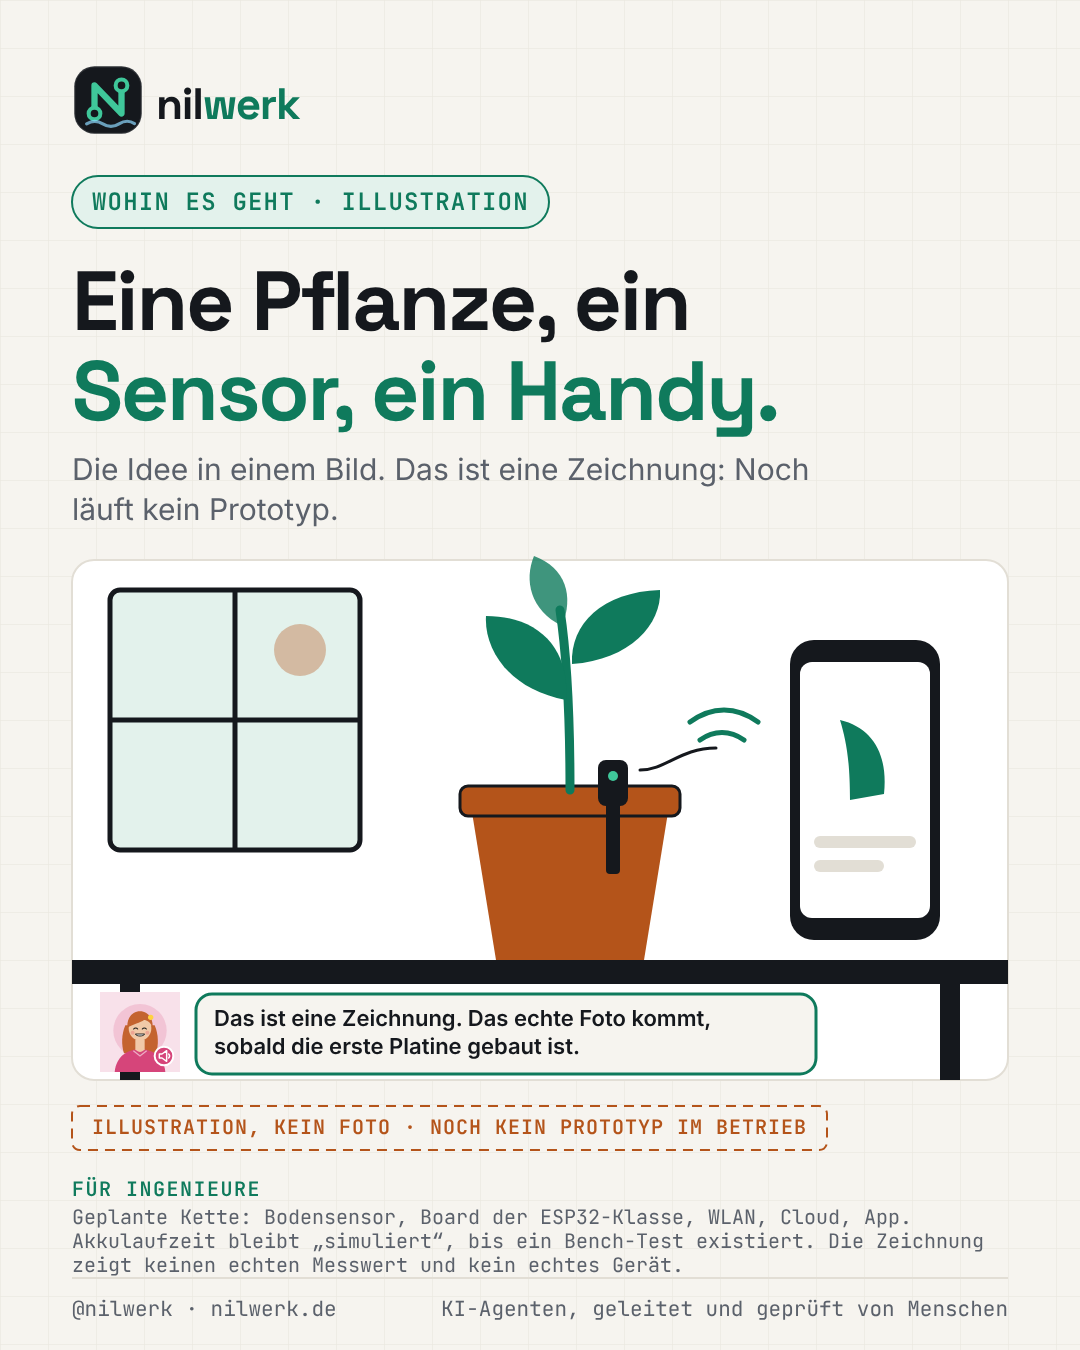 nilwerk
WOHIN ES GEHT · ILLUSTRATION
Eine Pflanze, ein
Sensor, ein Handy.
Die Idee in einem Bild. Das ist eine Zeichnung: Noch
läuft kein Prototyp.
Das ist eine Zeichnung. Das echte Foto kommt,
sobald die erste Platine gebaut ist.
ILLUSTRATION, KEIN FOTO · NOCH KEIN PROTOTYP IM BETRIEB
FÜR INGENIEURE
Geplante Kette: Bodensensor, Board der ESP32-Klasse, WLAN, Cloud, App.
Akkulaufzeit bleibt „simuliert“, bis ein Bench-Test existiert. Die Zeichnung
zeigt keinen echten Messwert und kein echtes Gerät.
@nilwerk · nilwerk.de
KI-Agenten, geleitet und geprüft von Menschen